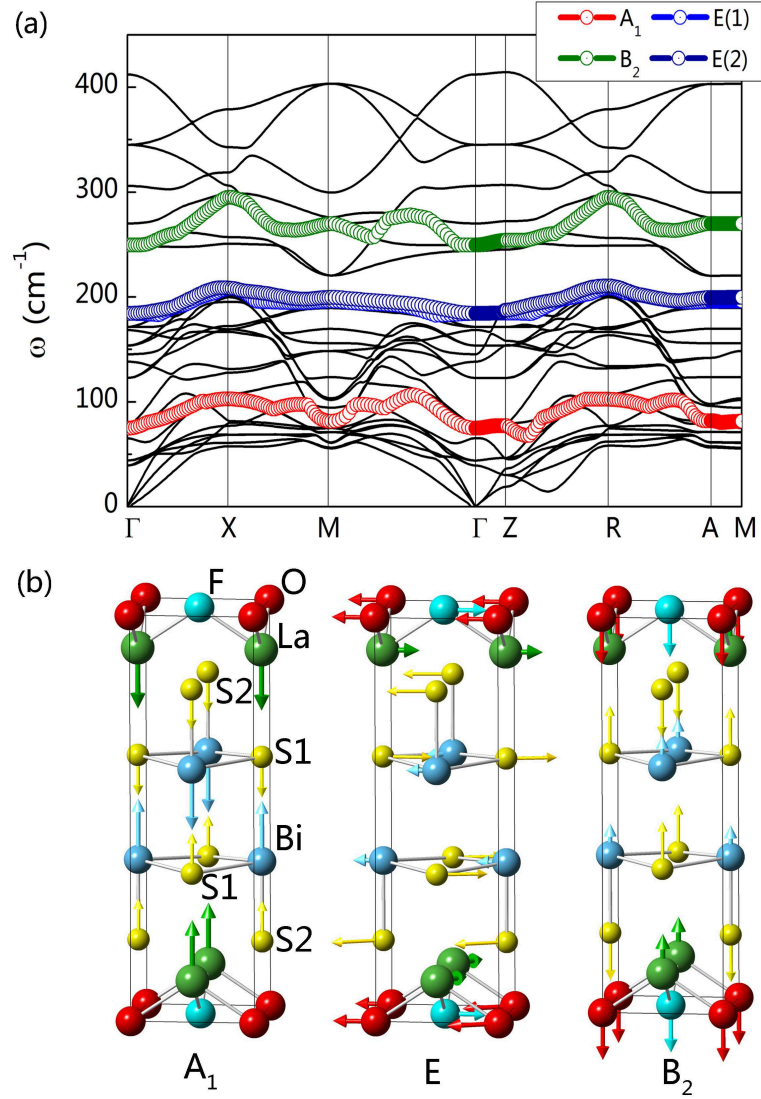 (a)
A₁ E(1)
B₂ E(2)
400
300
200
100
0
ω (cm⁻¹)
Γ X M Γ Z R A M
(b)
F O
La
S2
S1
Bi
S1
S2
A₁ E B₂